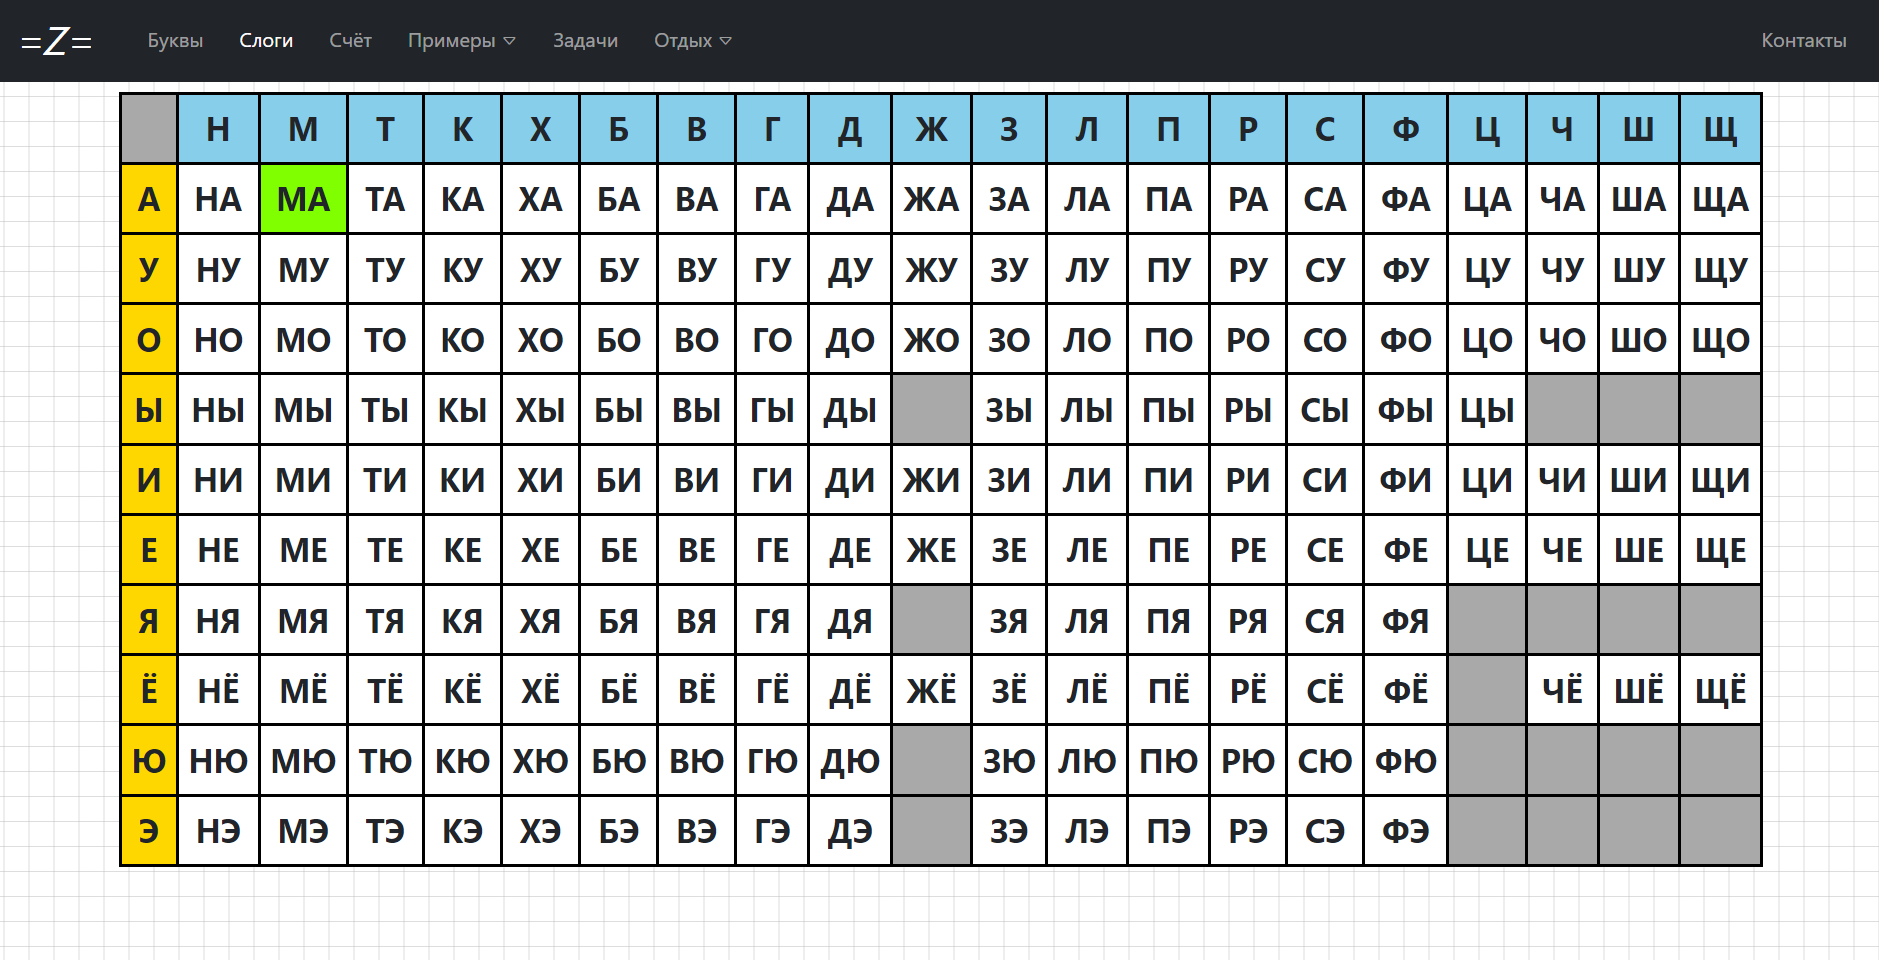 =Z= Буквы Слоги Счёт Примеры Задачи Отдых Контакты
Н М Т К Х Б В Г Д Ж З Л П Р С Ф Ц Ч Ш Щ
А НА МА ТА КА ХА БА ВА ГА ДА ЖА ЗА ЛА ПА РА СА ФА ЦА ЧА ША ЩА
У НУ МУ ТУ КУ ХУ БУ ВУ ГУ ДУ ЖУ ЗУ ЛУ ПУ РУ СУ ФУ ЦУ ЧУ ШУ ЩУ
О НО МО ТО КО ХО БО ВО ГО ДО ЖО ЗО ЛО ПО РО СО ФО ЦО ЧО ШО ЩО
Ы НЫ МЫ ТЫ КЫ ХЫ БЫ ВЫ ГЫ ДЫ ЗЫ ЛЫ ПЫ РЫ СЫ ФЫ ЦЫ
И НИ МИ ТИ КИ ХИ БИ ВИ ГИ ДИ ЖИ ЗИ ЛИ ПИ РИ СИ ФИ ЦИ ЧИ ШИ ЩИ
Е НЕ МЕ ТЕ КЕ ХЕ БЕ ВЕ ГЕ ДЕ ЖЕ ЗЕ ЛЕ ПЕ РЕ СЕ ФЕ ЦЕ ЧЕ ШЕ ЩЕ
Я НЯ МЯ ТЯ КЯ ХЯ БЯ ВЯ ГЯ ДЯ ЗЯ ЛЯ ПЯ РЯ СЯ ФЯ
Ё НЁ МЁ ТЁ КЁ ХЁ БЁ ВЁ ГЁ ДЁ ЖЁ ЗЁ ЛЁ ПЁ РЁ СЁ ФЁ ЧЁ ШЁ ЩЁ
Ю НЮ МЮ ТЮ КЮ ХЮ БЮ ВЮ ГЮ ДЮ ЗЮ ЛЮ ПЮ РЮ СЮ ФЮ
Э НЭ МЭ ТЭ КЭ ХЭ БЭ ВЭ ГЭ ДЭ ЗЭ ЛЭ ПЭ РЭ СЭ ФЭ